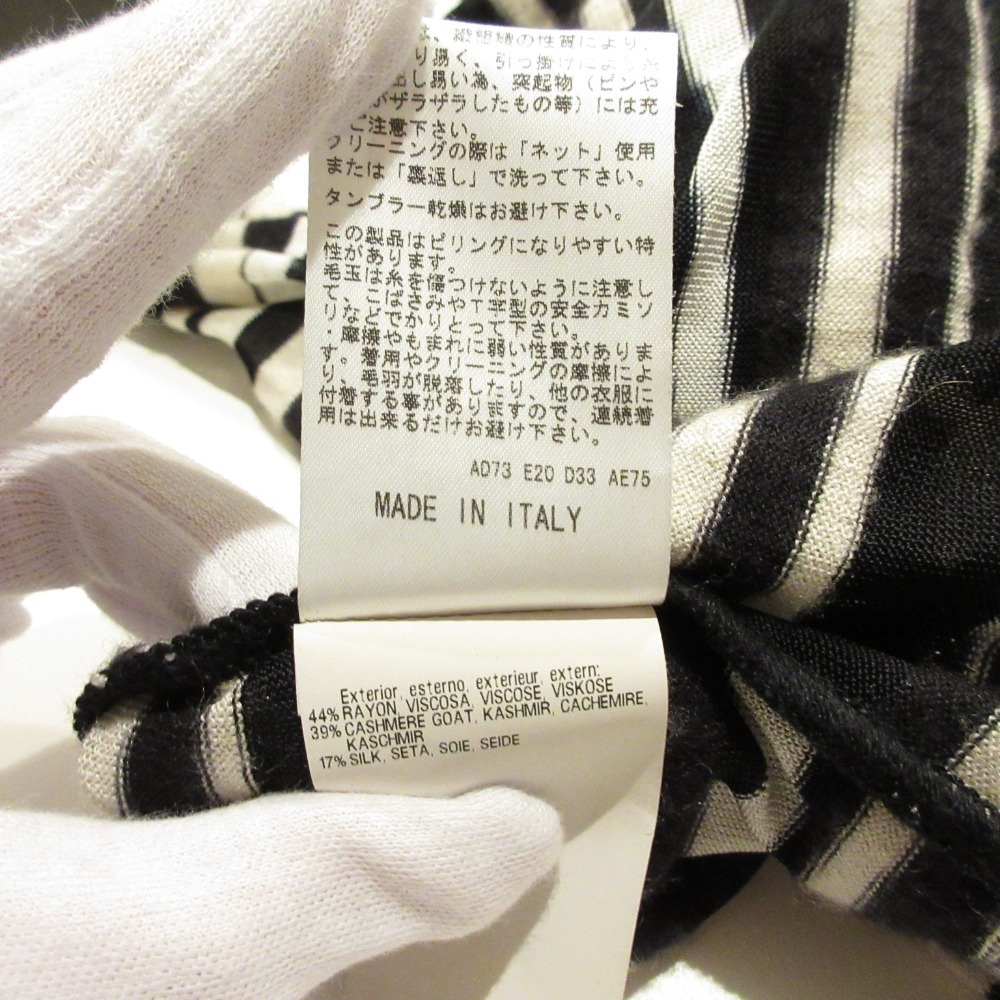 性質により、
り易く、引っ掛けにより
出し易い為、突起物（ピンや
がザラザラしたもの等）には充
ご注意下さい。
クリーニングの際は「ネット」使用
または「裏返し」で洗って下さい。
タンブラー乾燥はお避け下さい。
この製品はピリングになりやすい特
性があります。
毛玉は糸を傷つけないように注意し
て、こばさみやT字型の安全カミソ
リなどでかりとって下さい。
・摩擦やもまれに弱い性質がありま
す。着用やクリーニングの摩擦によ
り、毛羽が脱落したり、他の衣服に
付着する事がありますので、連続着
用は出来るだけお避け下さい。
AD73 E20 D33 AE75
MADE IN ITALY
Exterior, esterno, exterieur, extern:
44% RAYON, VISCOSA, VISCOSE, VISKOSE
39% CASHMERE GOAT, KASHMIR, CACHEMIRE,
KASCHMIR
17% SILK, SETA, SOIE, SEIDE